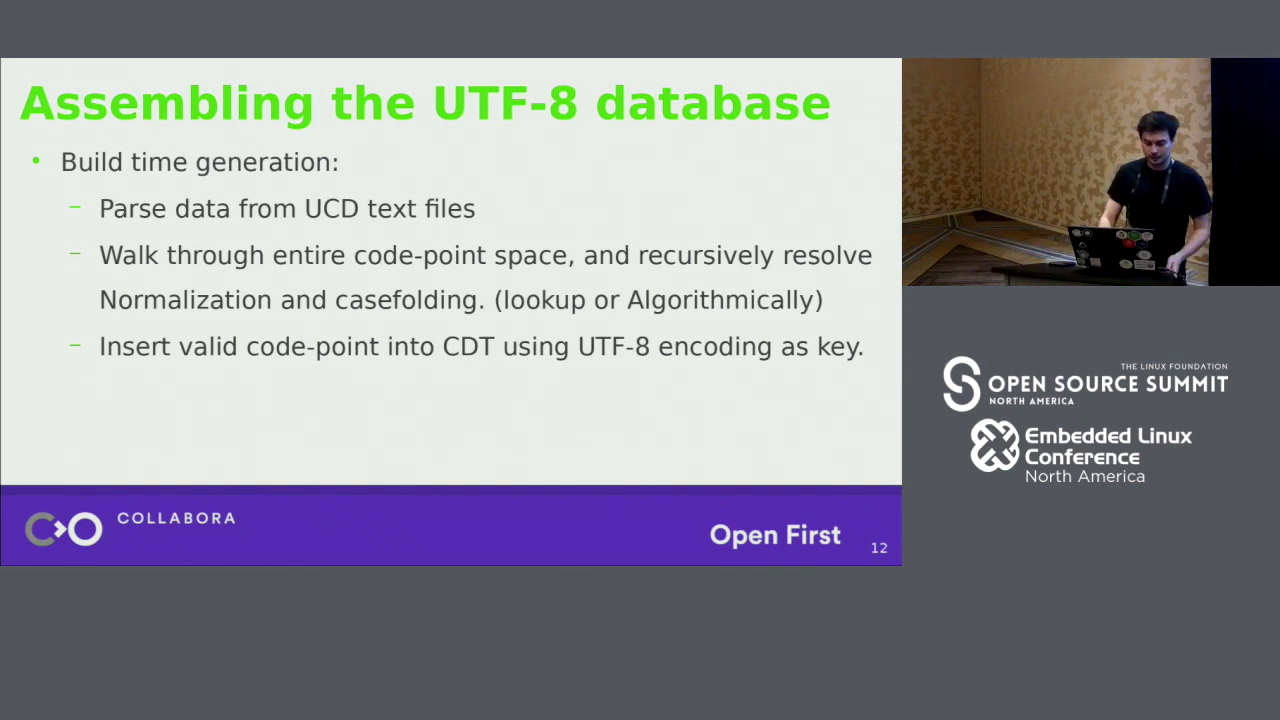 Assembling the UTF-8 database
• Build time generation:
– Parse data from UCD text files
– Walk through entire code-point space, and recursively resolve
Normalization and casefolding. (lookup or Algorithmically)
– Insert valid code-point into CDT using UTF-8 encoding as key.
COLLABORA
Open First
12
THE LINUX FOUNDATION
OPEN SOURCE SUMMIT
NORTH AMERICA
Embedded Linux
Conference
North America